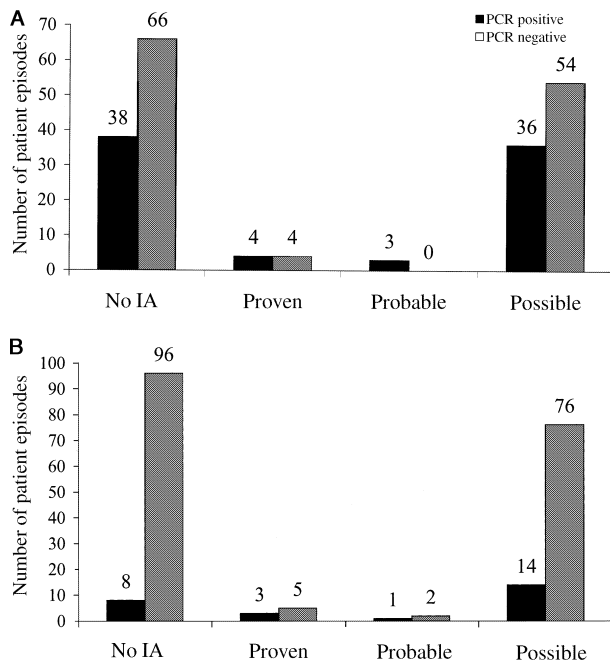 A
PCR positive
PCR negative
Number of patient episodes
70
60
50
40
30
20
10
0
38
66
4
4
3
0
36
54
No IA
Proven
Probable
Possible
B
Number of patient episodes
100
90
80
70
60
50
40
30
20
10
0
8
96
3
5
1
2
14
76
No IA
Proven
Probable
Possible